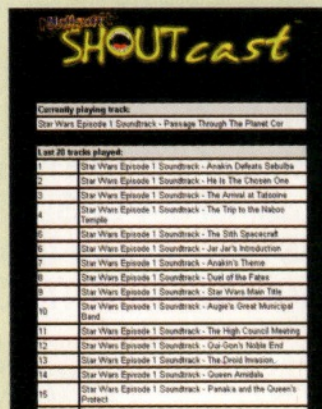 Nullsoft
SHOUTcast
Currently playing track:
Star Wars Episode 1 Soundtrack - Passage Through The Planet Cor
Last 20 tracks played:
1 Star Wars Episode 1 Soundtrack - Anakin Defeats Sebulba
2 Star Wars Episode 1 Soundtrack - He Is The Chosen One
3 Star Wars Episode 1 Soundtrack - The Arrival at Tatooine
4 Star Wars Episode 1 Soundtrack - The Trip to the Naboo
Temple
5 Star Wars Episode 1 Soundtrack - The Sith Spacecraft
6 Star Wars Episode 1 Soundtrack - Jar Jar's Introduction
7 Star Wars Episode 1 Soundtrack - Anakin's Theme
8 Star Wars Episode 1 Soundtrack - Duel of the Fates
9 Star Wars Episode 1 Soundtrack - Star Wars Main Title
10 Star Wars Episode 1 Soundtrack - Augie's Great Municipal
Band
11 Star Wars Episode 1 Soundtrack - The High Council Meeting
12 Star Wars Episode 1 Soundtrack - Qui-Gon's Noble End
13 Star Wars Episode 1 Soundtrack - The Droid Invasion,
14 Star Wars Episode 1 Soundtrack - Queen Amidala
15 Star Wars Episode 1 Soundtrack - Panaka and the Queen's
Protect